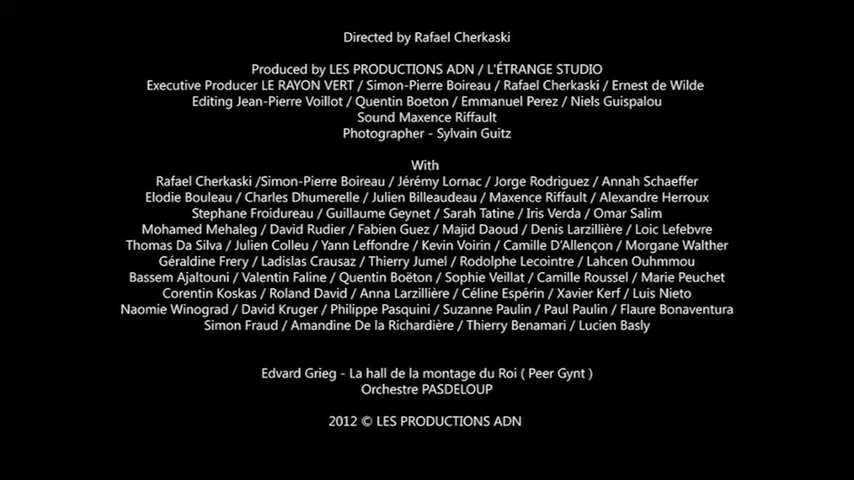 Directed by Rafael Cherkaski
Produced by LES PRODUCTIONS ADN / L'ÉTRANGE STUDIO
Executive Producer LE RAYON VERT / Simon-Pierre Boireau / Rafael Cherkaski / Ernest de Wilde
Editing Jean-Pierre Voillot / Quentin Boeton / Emmanuel Perez / Niels Guispalou
Sound Maxence Riffault
Photographer - Sylvain Guitz
With
Rafael Cherkaski /Simon-Pierre Boireau / Jérémy Lornac / Jorge Rodriguez / Annah Schaeffer
Elodie Bouleau / Charles Dhumerelle / Julien Billeaudeau / Maxence Riffault / Alexandre Herroux
Stephane Froidureau / Guillaume Geynet / Sarah Tatine / Iris Verda / Omar Salim
Mohamed Mehaleg / David Rudier / Fabien Guez / Majid Daoud / Denis Larzillière / Loic Lefebvre
Thomas Da Silva / Julien Colleu / Yann Leffondre / Kevin Voirin / Camille D'Allençon / Morgane Walther
Géraldine Frery / Ladislas Crausaz / Thierry Jumel / Rodolphe Lecointre / Lahcen Ouhmmou
Bassem Ajaltouni / Valentin Faline / Quentin Boëton / Sophie Veillat / Camille Roussel / Marie Peuchet
Corentin Koskas / Roland David / Anna Larzillière / Céline Espérin / Xavier Kerf / Luis Nieto
Naomie Winograd / David Kruger / Philippe Pasquini / Suzanne Paulin / Paul Paulin / Flaure Bonaventura
Simon Fraud / Amandine De la Richardière / Thierry Benamari / Lucien Basly
Edvard Grieg - La hall de la montage du Roi ( Peer Gynt )
Orchestre PASDELOUP
2012 © LES PRODUCTIONS ADN